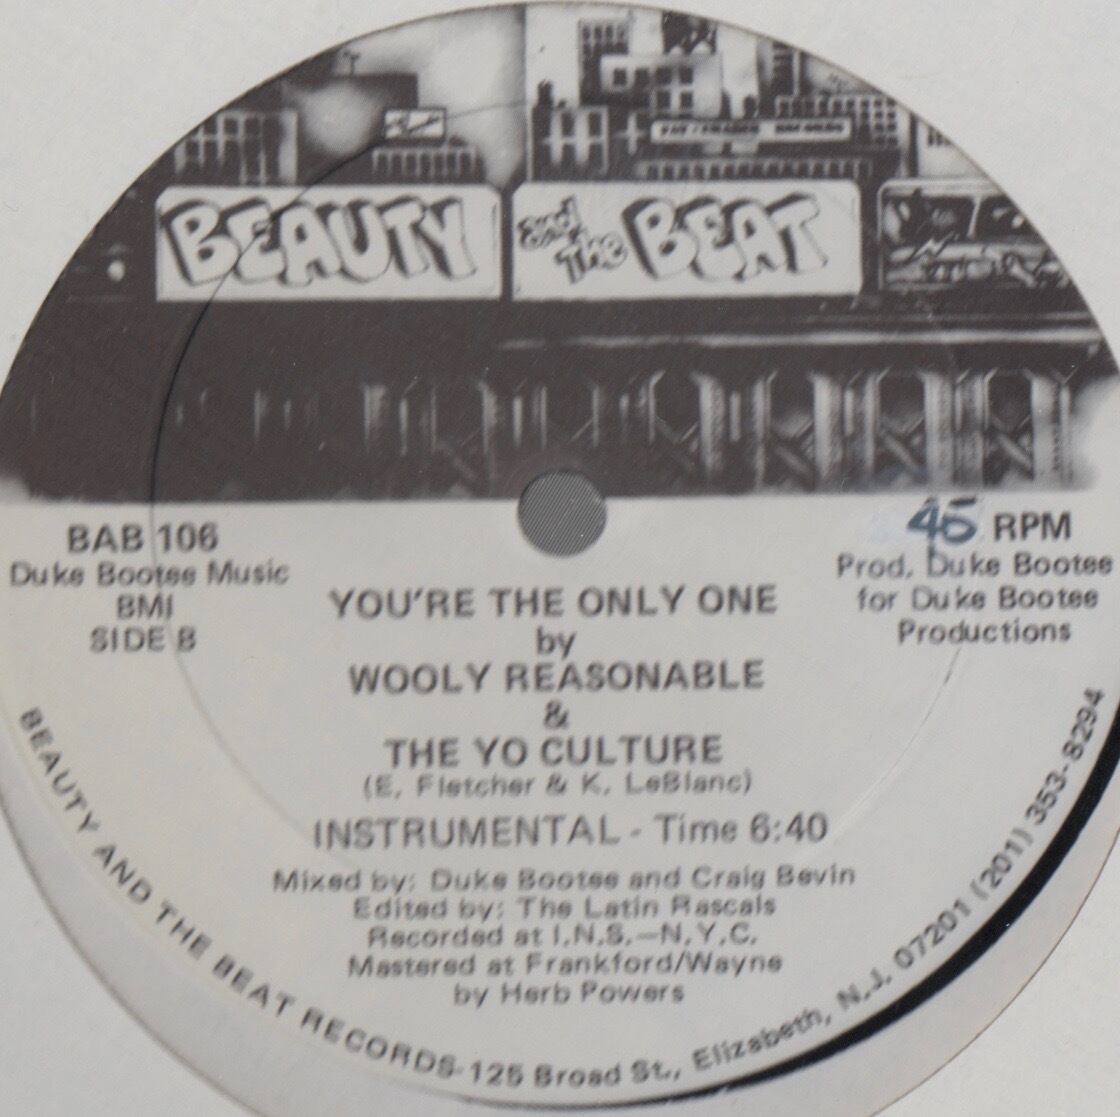 BEAUTY and The BEAT
BAB 106
Duke Bootee Music
BMI
SIDE B
45 RPM
Prod. Duke Bootee
for Duke Bootee
Productions
YOU'RE THE ONLY ONE
by
WOOLY REASONABLE
&
THE YO CULTURE
(E. Fletcher & K. LeBlanc)
INSTRUMENTAL - Time 6:40
Mixed by: Duke Bootee and Craig Bevin
Edited by: The Latin Rascals
Recorded at I.N.S.—N.Y.C.
Mastered at Frankford/Wayne
by Herb Powers
BEAUTY AND THE BEAT RECORDS-125 Broad St., Elizabeth, N.J. 07201 (201) 353-8294